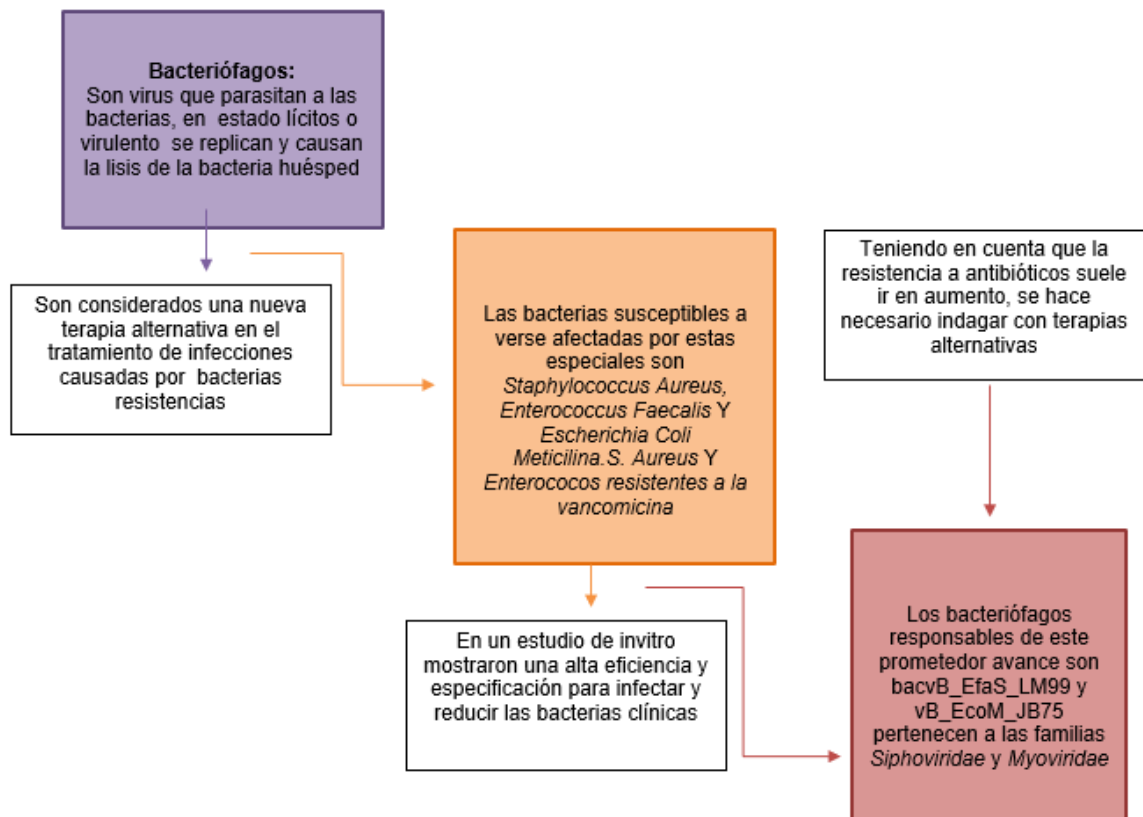 Bacteriófagos:
Son virus que parasitan a las
bacterias, en estado lícitos o
virulento se replican y causan
la lisis de la bacteria huésped
Son considerados una nueva
terapia alternativa en el
tratamiento de infecciones
causadas por bacterias
resistencias
Las bacterias susceptibles a
verse afectadas por estas
especiales son
Staphylococcus Aureus,
Enterococcus Faecalis Y
Escherichia Coli
Meticilina.S. Aureus Y
Enterococos resistentes a la
vancomicina
En un estudio de invitro
mostraron una alta eficiencia y
especificación para infectar y
reducir las bacterias clínicas
Teniendo en cuenta que la
resistencia a antibióticos suele
ir en aumento, se hace
necesario indagar con terapias
alternativas
Los bacteriófagos
responsables de este
prometedor avance son
bacvB_EfaS_LM99 y
vB_EcoM_JB75
pertenecen a las familias
Siphoviridae y Myoviridae